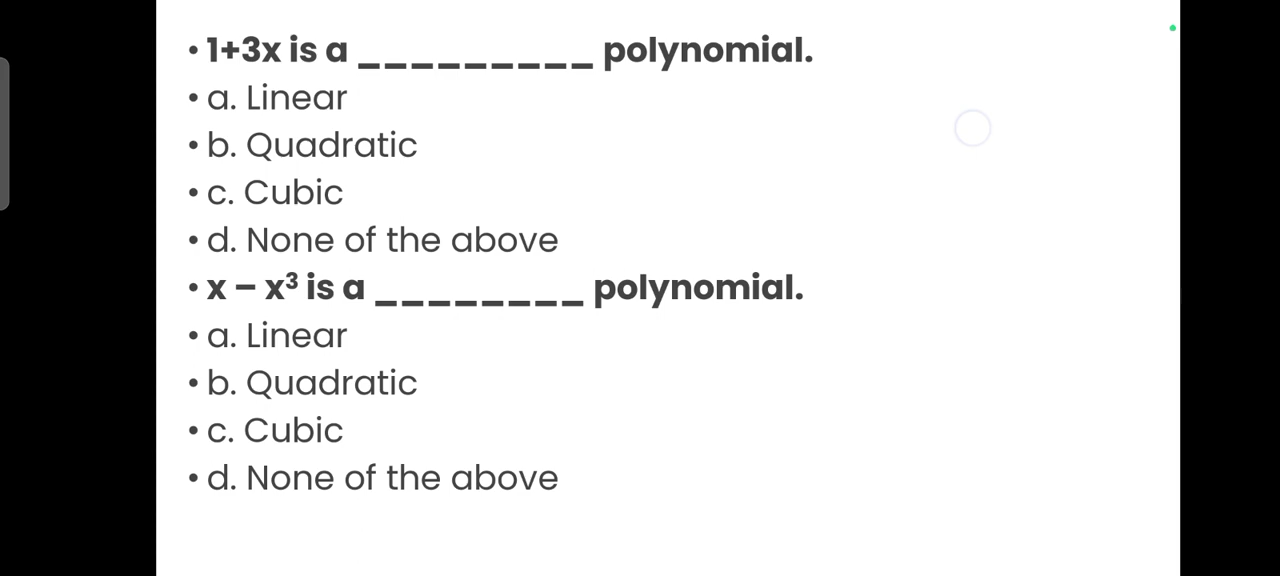 • 1+3x is a _________ polynomial.
• a. Linear
• b. Quadratic
• c. Cubic
• d. None of the above
• x – x³ is a ________ polynomial.
• a. Linear
• b. Quadratic
• c. Cubic
• d. None of the above